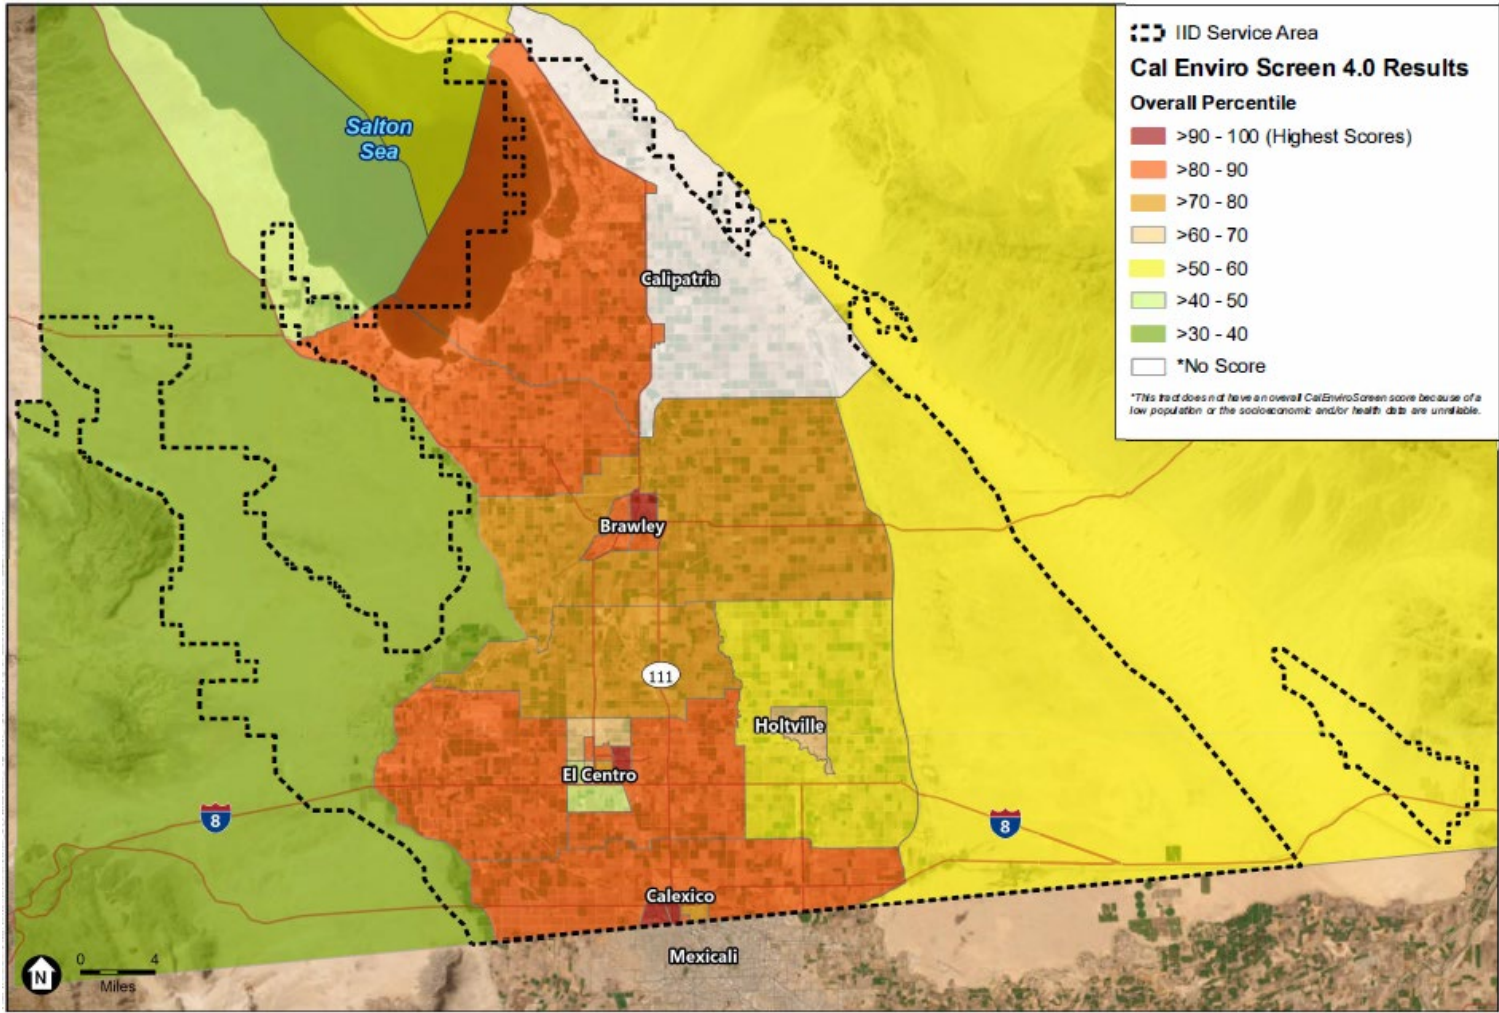 IID Service Area
Cal Enviro Screen 4.0 Results
Overall Percentile
>90 - 100 (Highest Scores)
>80 - 90
>70 - 80
>60 - 70
>50 - 60
>40 - 50
>30 - 40
*No Score
*This tract does not have an overall CalEnviroScreen score because of a
low population or the socioeconomic and/or health data are unreliable.
Salton
Sea
Calipatria
Brawley
111
Holtville
El Centro
8
8
Calexico
Mexicali
N
0 4
Miles